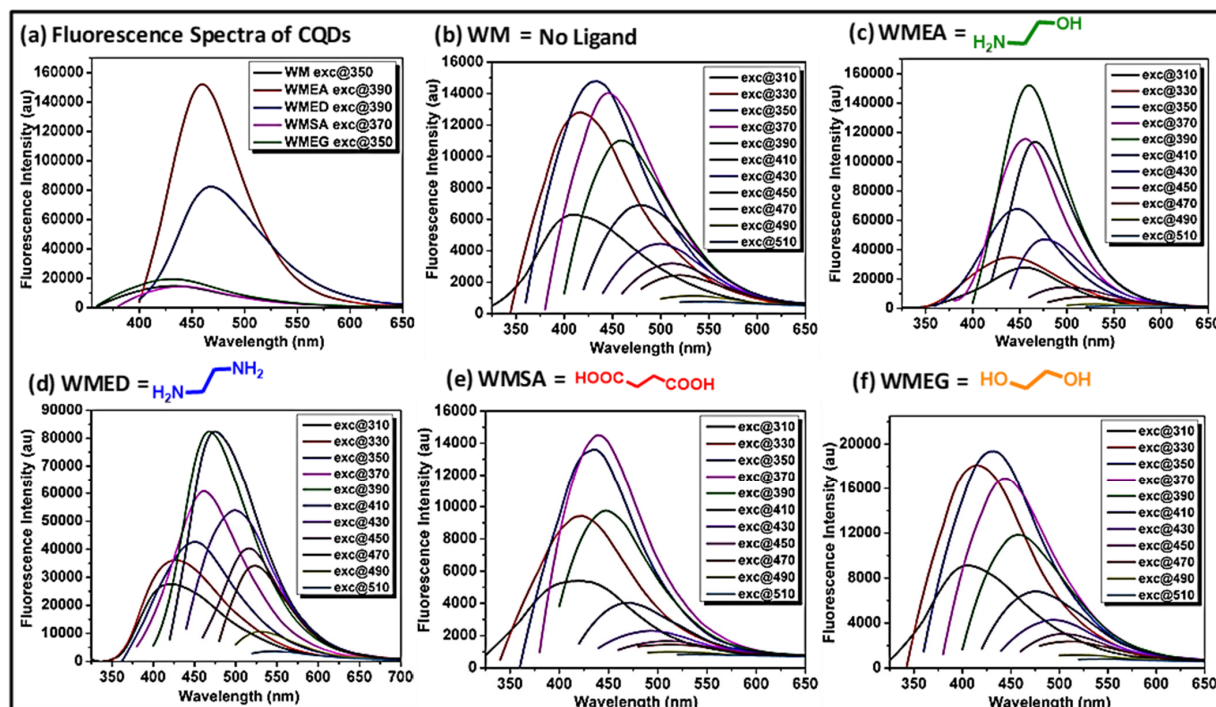 (a) Fluorescence Spectra of CQDs
160000
140000
120000
100000
80000
60000
40000
20000
0
Fluorescence Intensity (au)
WM exc@350
WMEA exc@390
WMED exc@390
WMSA exc@370
WMEG exc@350
400 450 500 550 600 650
Wavelength (nm)
(b) WM = No Ligand
16000
14000
12000
10000
8000
6000
4000
2000
0
Fluorescence Intensity (au)
exc@310
exc@330
exc@350
exc@370
exc@390
exc@410
exc@430
exc@450
exc@470
exc@490
exc@510
350 400 450 500 550 600 650
Wavelength (nm)
(c) WMEA = H2N OH
160000
140000
120000
100000
80000
60000
40000
20000
0
Fluorescence Intensity (au)
exc@310
exc@330
exc@350
exc@370
exc@390
exc@410
exc@430
exc@450
exc@470
exc@490
exc@510
350 400 450 500 550 600 650
Wavelength (nm)
(d) WMED = H2N NH2
90000
80000
70000
60000
50000
40000
30000
20000
10000
0
Fluorescence Intensity (au)
exc@310
exc@330
exc@350
exc@370
exc@390
exc@410
exc@430
exc@450
exc@470
exc@490
exc@510
350 400 450 500 550 600 650 700
Wavelength (nm)
(e) WMSA = HOOC COOH
16000
14000
12000
10000
8000
6000
4000
2000
0
Fluorescence Intensity (au)
exc@310
exc@330
exc@350
exc@370
exc@390
exc@410
exc@430
exc@450
exc@470
exc@490
exc@510
350 400 450 500 550 600 650
Wavelength (nm)
(f) WMEG = HO OH
20000
16000
12000
8000
4000
0
Fluorescence Intensity (au)
exc@310
exc@330
exc@350
exc@370
exc@390
exc@410
exc@430
exc@450
exc@470
exc@490
exc@510
350 400 450 500 550 600 650
Wavelength (nm)